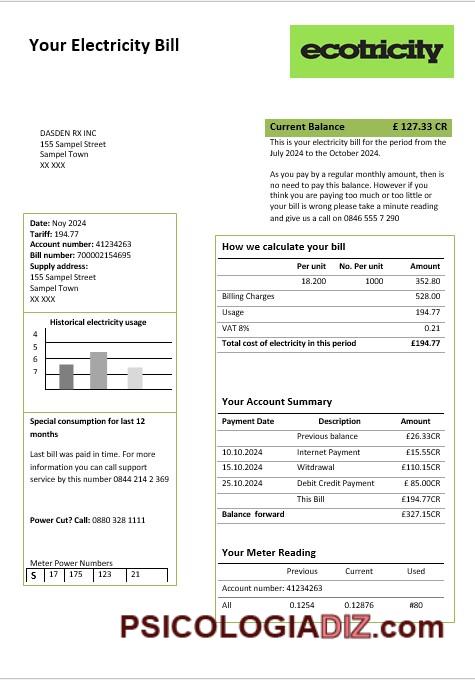 Your Electricity Bill
ecotricity
DASDEN RX INC
155 Sampel Street
Sampel Town
XX XXX
Current Balance £ 127.33 CR
This is your electricity bill for the period from the
July 2024 to the October 2024.
As you pay by a regular monthly amount, then is
no need to pay this balance. However if you
think you are paying too much or too little or
your bill is wrong please take a minute reading
and give us a call on 0846 555 7 290
Date: Noy 2024
Tariff: 194.77
Account number: 41234263
Bill number: 700002154695
Supply address:
155 Sampel Street
Sampel Town
XX XXX
Historical electricity usage
4
5
6
7
Special consumption for last 12
months
Last bill was paid in time. For more
information you can call support
service by this number 0844 214 2 369
Power Cut? Call: 0880 328 1111
Meter Power Numbers
S 17 175 123 21
How we calculate your bill
Per unit No. Per unit Amount
18.200 1000 352.80
Billing Charges 528.00
Usage 194.77
VAT 8% 0.21
Total cost of electricity in this period £194.77
Your Account Summary
Payment Date Description Amount
Previous balance £26.33CR
10.10.2024 Internet Payment £15.55CR
15.10.2024 Witdrawal £110.15CR
25.10.2024 Debit Credit Payment £ 85.00CR
This Bill £194.77CR
Balance forward £327.15CR
Your Meter Reading
Previous Current Used
Account number: 41234263
All 0.1254 0.12876 #80
PSICOLOGIADIZ.com